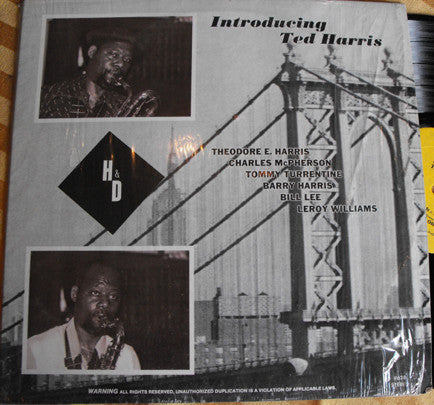 Introducing
Ted Harris
THEODORE E. HARRIS
CHARLES McPHERSON
TOMMY TURRENTINE
BARRY HARRIS
BILL LEE
LEROY WILLIAMS
H & D
WARNING ALL RIGHTS RESERVED, UNAUTHORIZED DUPLICATION IS A VIOLATION OF APPLICABLE LAWS.